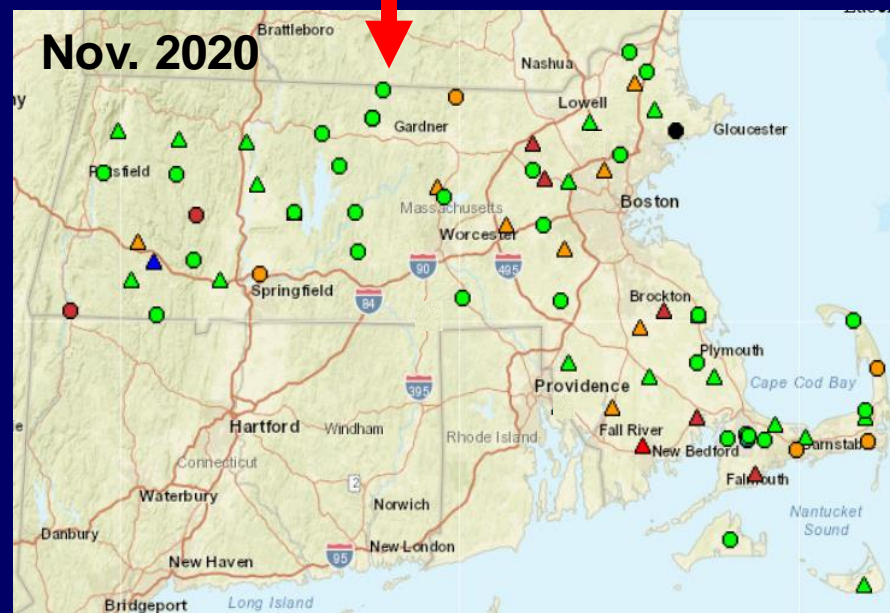 Nov. 2020
Brattleboro
Nashua
Lowell
Gardner
Gloucester
Boston
Massachusetts
Worcester
90
495
Springfield
84
Brockton
Plymouth
Cape Cod Bay
395
Providence
Hartford
Windham
Rhode Island
Fall River
New Bedford
Connecticut
Falmouth
2
Waterbury
Norwich
Nantucket
Sound
Danbury
New London
95
New Haven
Bridgeport
Long Island